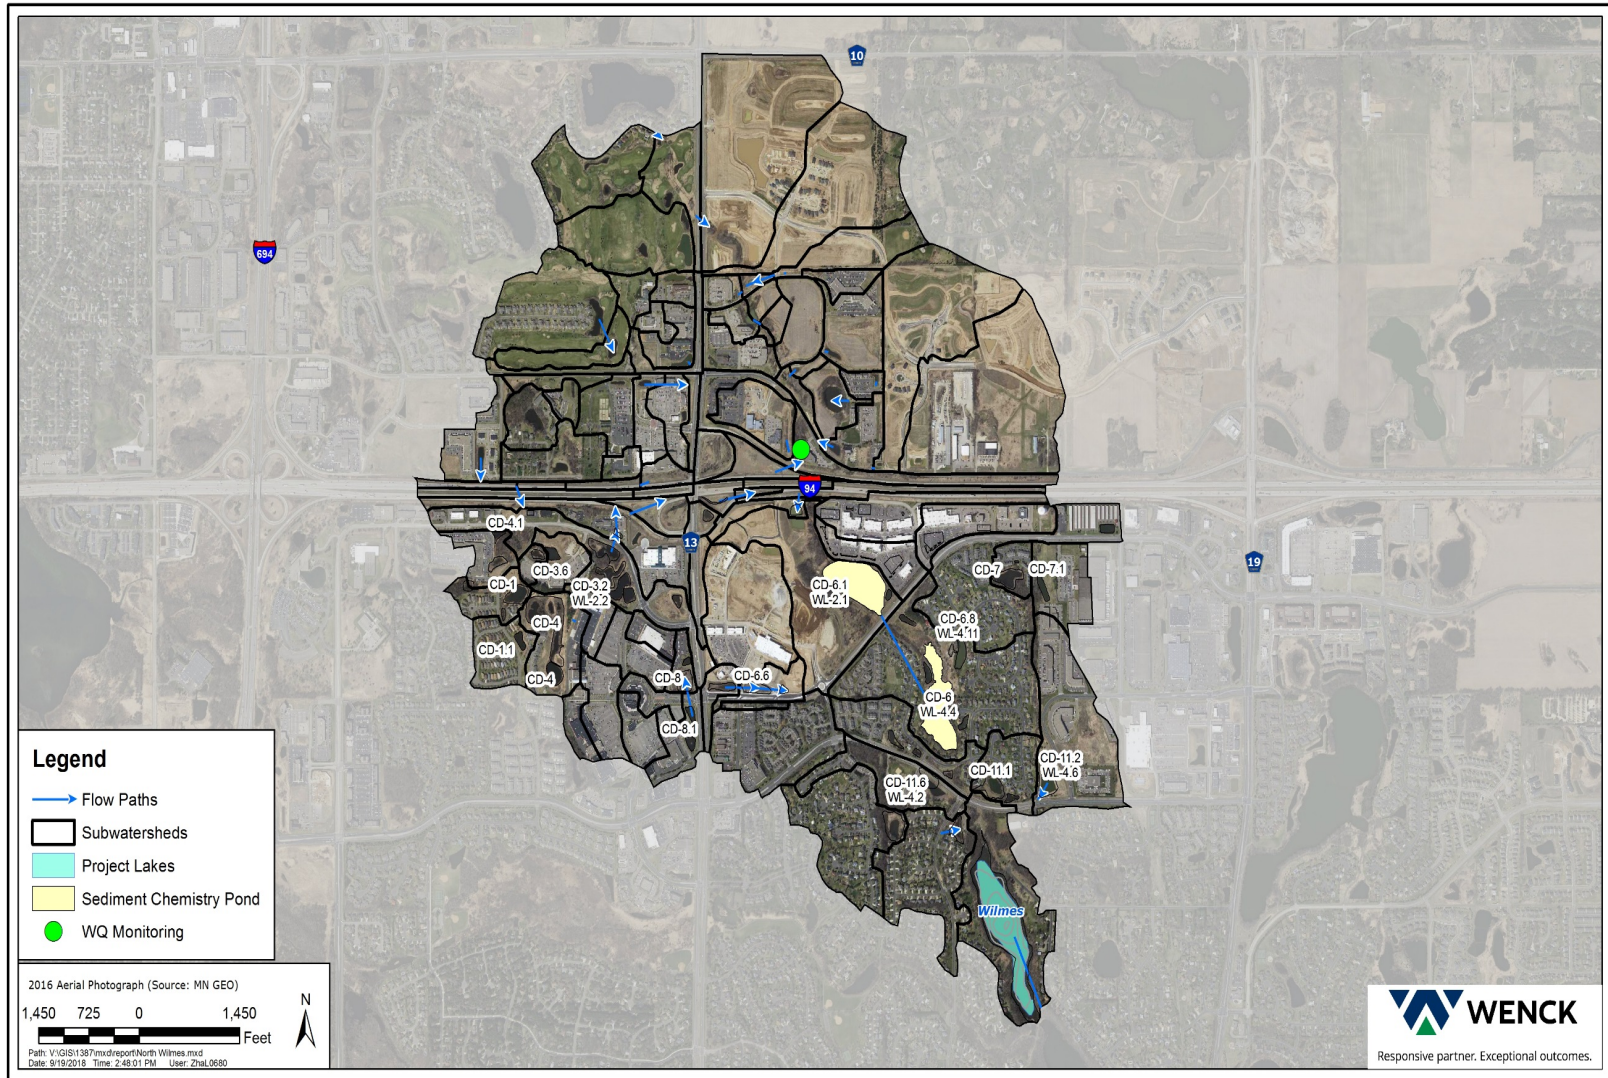 10
694
94
13
19
CD-4.1
CD-3.6
CD-1
CD-3.2
WL-2.2
CD-4
CD-1.1
CD-4
CD-8
CD-8.1
CD-6.6
CD-6.1
WL-2.1
CD-7
CD-7.1
CD-6.8
WL-4.11
CD-6
WL-4.4
CD-11.2
WL-4.6
CD-11.1
CD-11.6
WL-4.2
Wilmes
Legend
Flow Paths
Subwatersheds
Project Lakes
Sediment Chemistry Pond
WQ Monitoring
2016 Aerial Photograph (Source: MN GEO)
1,450 725 0 1,450
Feet
N
Path: V:\GIS\1387\mxd\report\North Wilmes.mxd
Date: 9/19/2018 Time: 2:48:01 PM User: ZhaL0680
WENCK
Responsive partner. Exceptional outcomes.